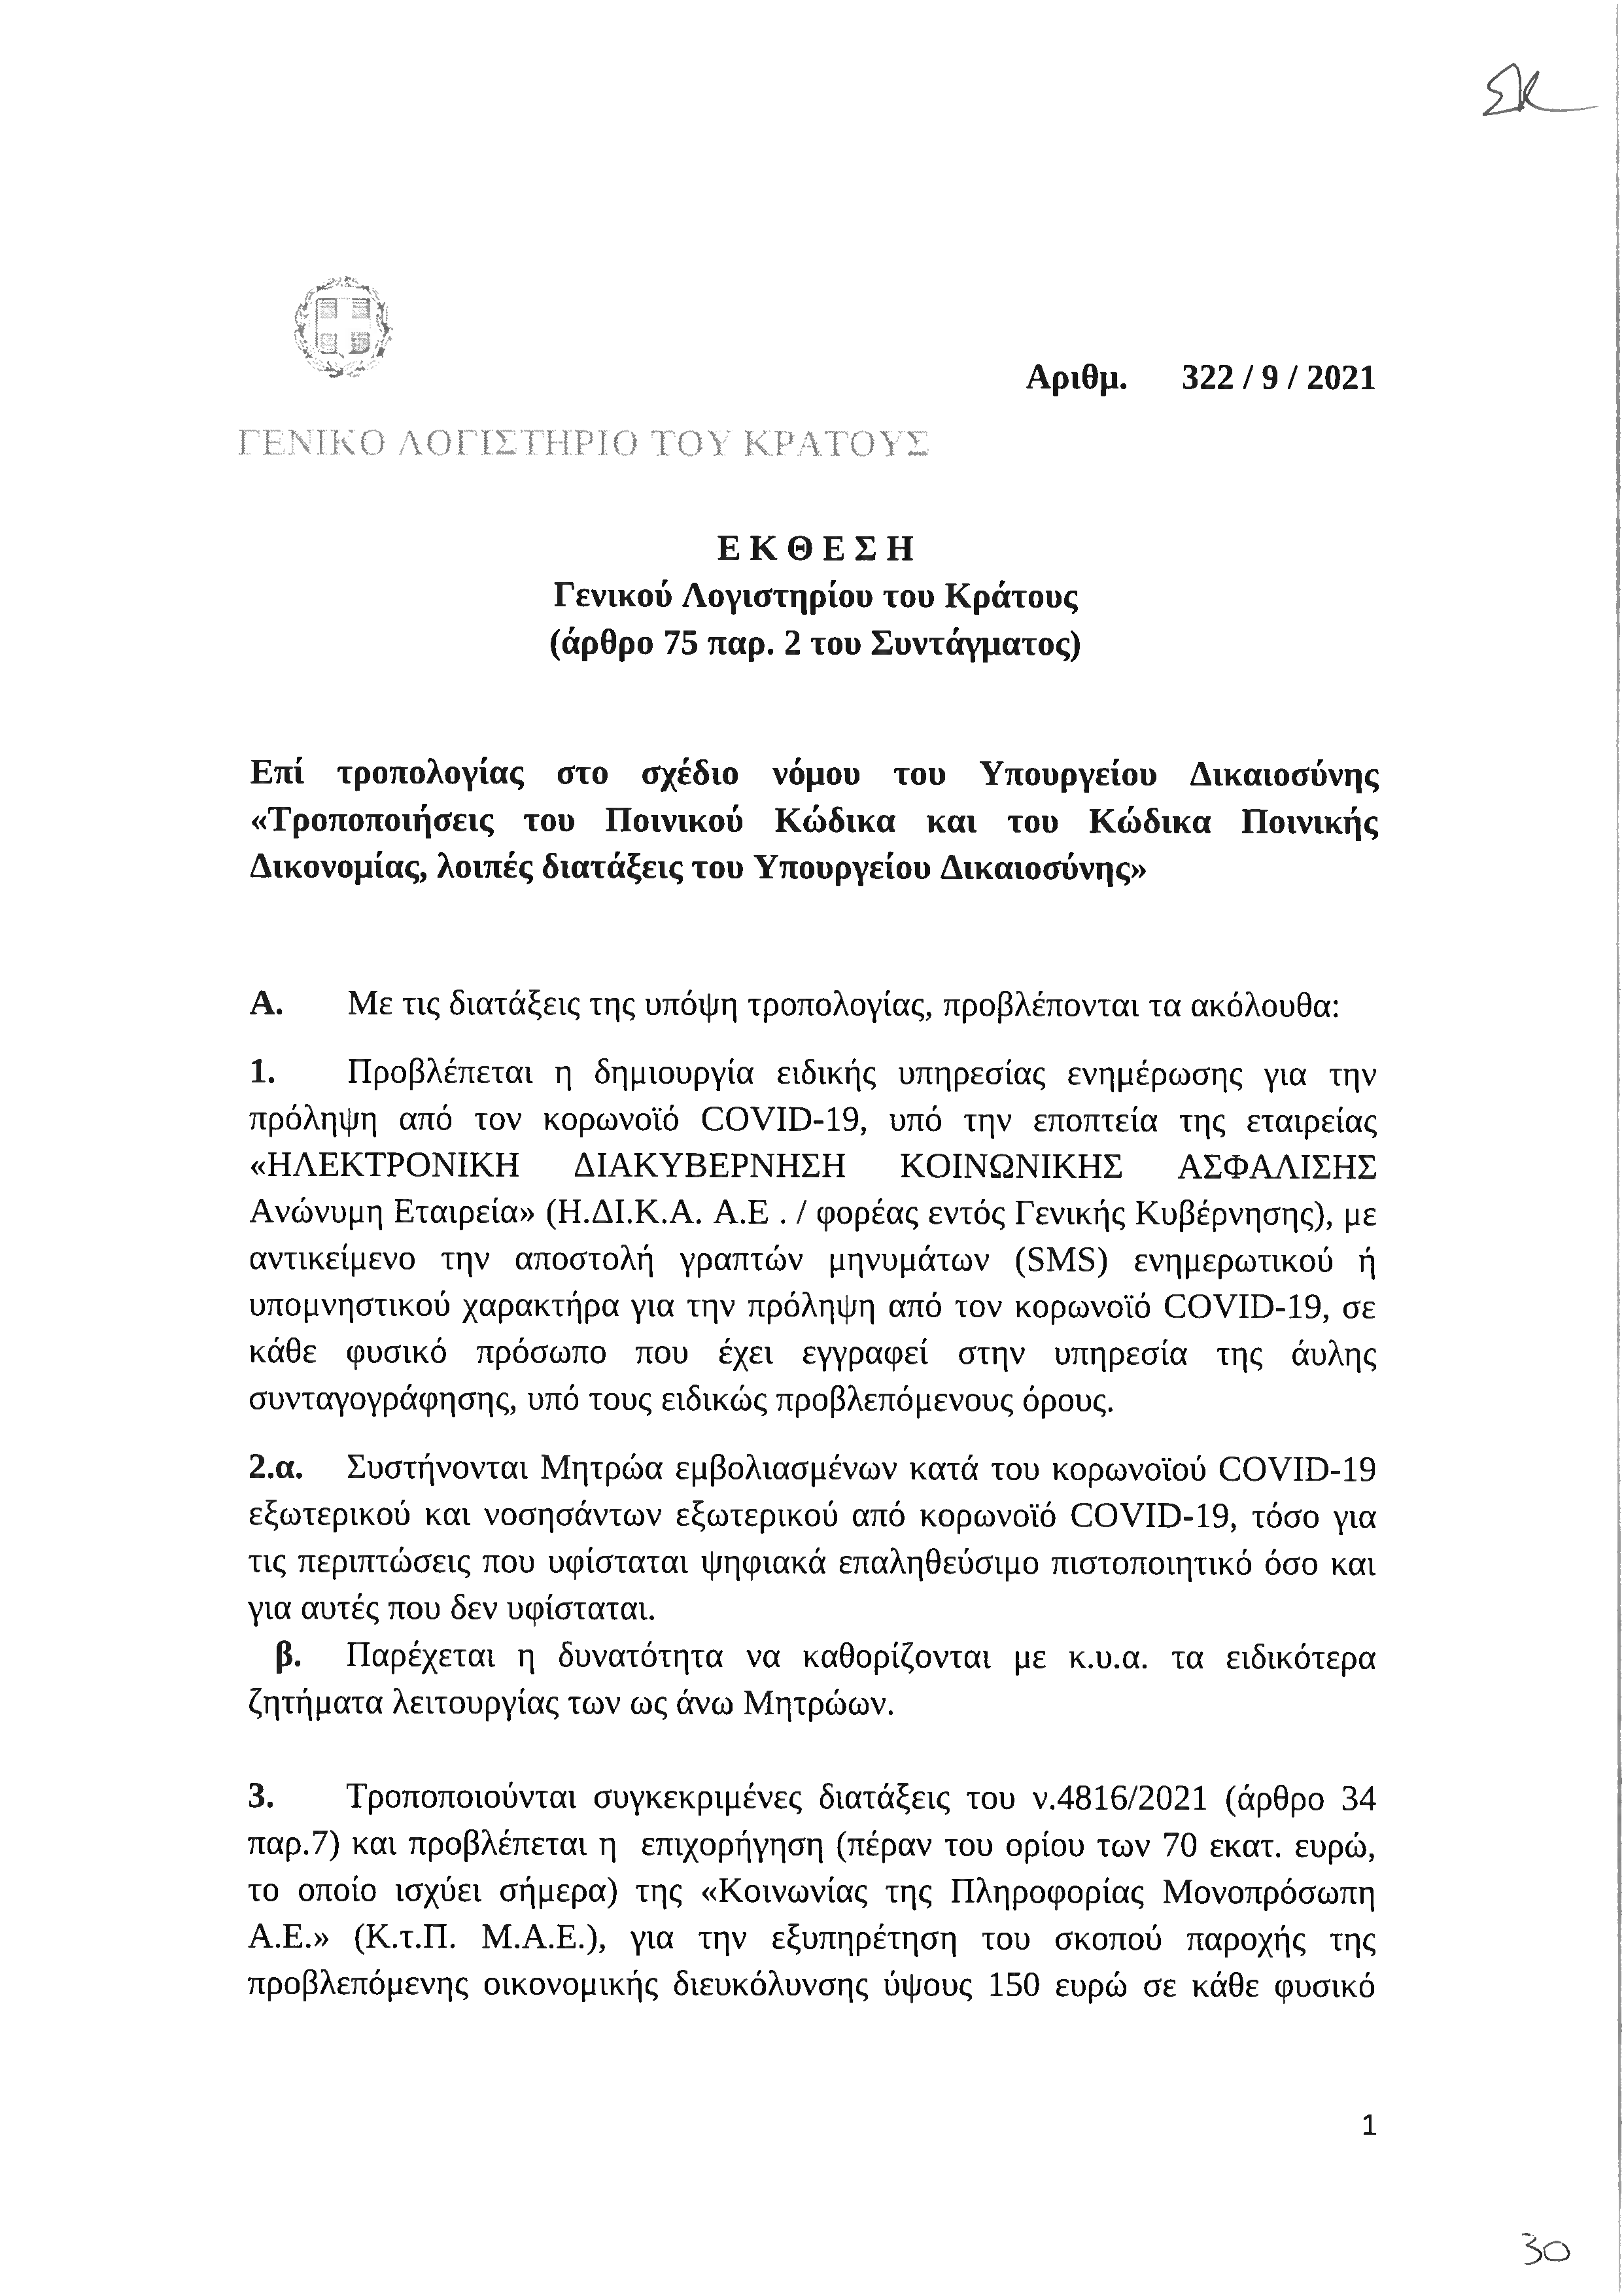 ΣΚ
Αριθμ. 322 / 9 / 2021
ΓΕΝΙΚΟ ΛΟΓΙΣΤΗΡΙΟ ΤΟΥ ΚΡΑΤΟΥΣ
Ε Κ Θ Ε Σ Η
Γενικού Λογιστηρίου του Κράτους
(άρθρο 75 παρ. 2 του Συντάγματος)
Επί τροπολογίας στο σχέδιο νόμου του Υπουργείου Δικαιοσύνης
«Τροποποιήσεις του Ποινικού Κώδικα και του Κώδικα Ποινικής
Δικονομίας, λοιπές διατάξεις του Υπουργείου Δικαιοσύνης»
Α. Με τις διατάξεις της υπόψη τροπολογίας, προβλέπονται τα ακόλουθα:
1. Προβλέπεται η δημιουργία ειδικής υπηρεσίας ενημέρωσης για την
πρόληψη από τον κορωνοϊό COVID-19, υπό την εποπτεία της εταιρείας
«ΗΛΕΚΤΡΟΝΙΚΗ ΔΙΑΚΥΒΕΡΝΗΣΗ ΚΟΙΝΩΝΙΚΗΣ ΑΣΦΑΛΙΣΗΣ
Ανώνυμη Εταιρεία» (Η.ΔΙ.Κ.Α. Α.Ε . / φορέας εντός Γενικής Κυβέρνησης), με
αντικείμενο την αποστολή γραπτών μηνυμάτων (SMS) ενημερωτικού ή
υπομνηστικού χαρακτήρα για την πρόληψη από τον κορωνοϊό COVID-19, σε
κάθε φυσικό πρόσωπο που έχει εγγραφεί στην υπηρεσία της άυλης
συνταγογράφησης, υπό τους ειδικώς προβλεπόμενους όρους.
2.α. Συστήνονται Μητρώα εμβολιασμένων κατά του κορωνοϊού COVID-19
εξωτερικού και νοσησάντων εξωτερικού από κορωνοϊό COVID-19, τόσο για
τις περιπτώσεις που υφίσταται ψηφιακά επαληθεύσιμο πιστοποιητικό όσο και
για αυτές που δεν υφίσταται.
β. Παρέχεται η δυνατότητα να καθορίζονται με κ.υ.α. τα ειδικότερα
ζητήματα λειτουργίας των ως άνω Μητρώων.
3. Τροποποιούνται συγκεκριμένες διατάξεις του ν.4816/2021 (άρθρο 34
παρ.7) και προβλέπεται η επιχορήγηση (πέραν του ορίου των 70 εκατ. ευρώ,
το οποίο ισχύει σήμερα) της «Κοινωνίας της Πληροφορίας Μονοπρόσωπη
Α.Ε.» (Κ.τ.Π. Μ.Α.Ε.), για την εξυπηρέτηση του σκοπού παροχής της
προβλεπόμενης οικονομικής διευκόλυνσης ύψους 150 ευρώ σε κάθε φυσικό
1
30